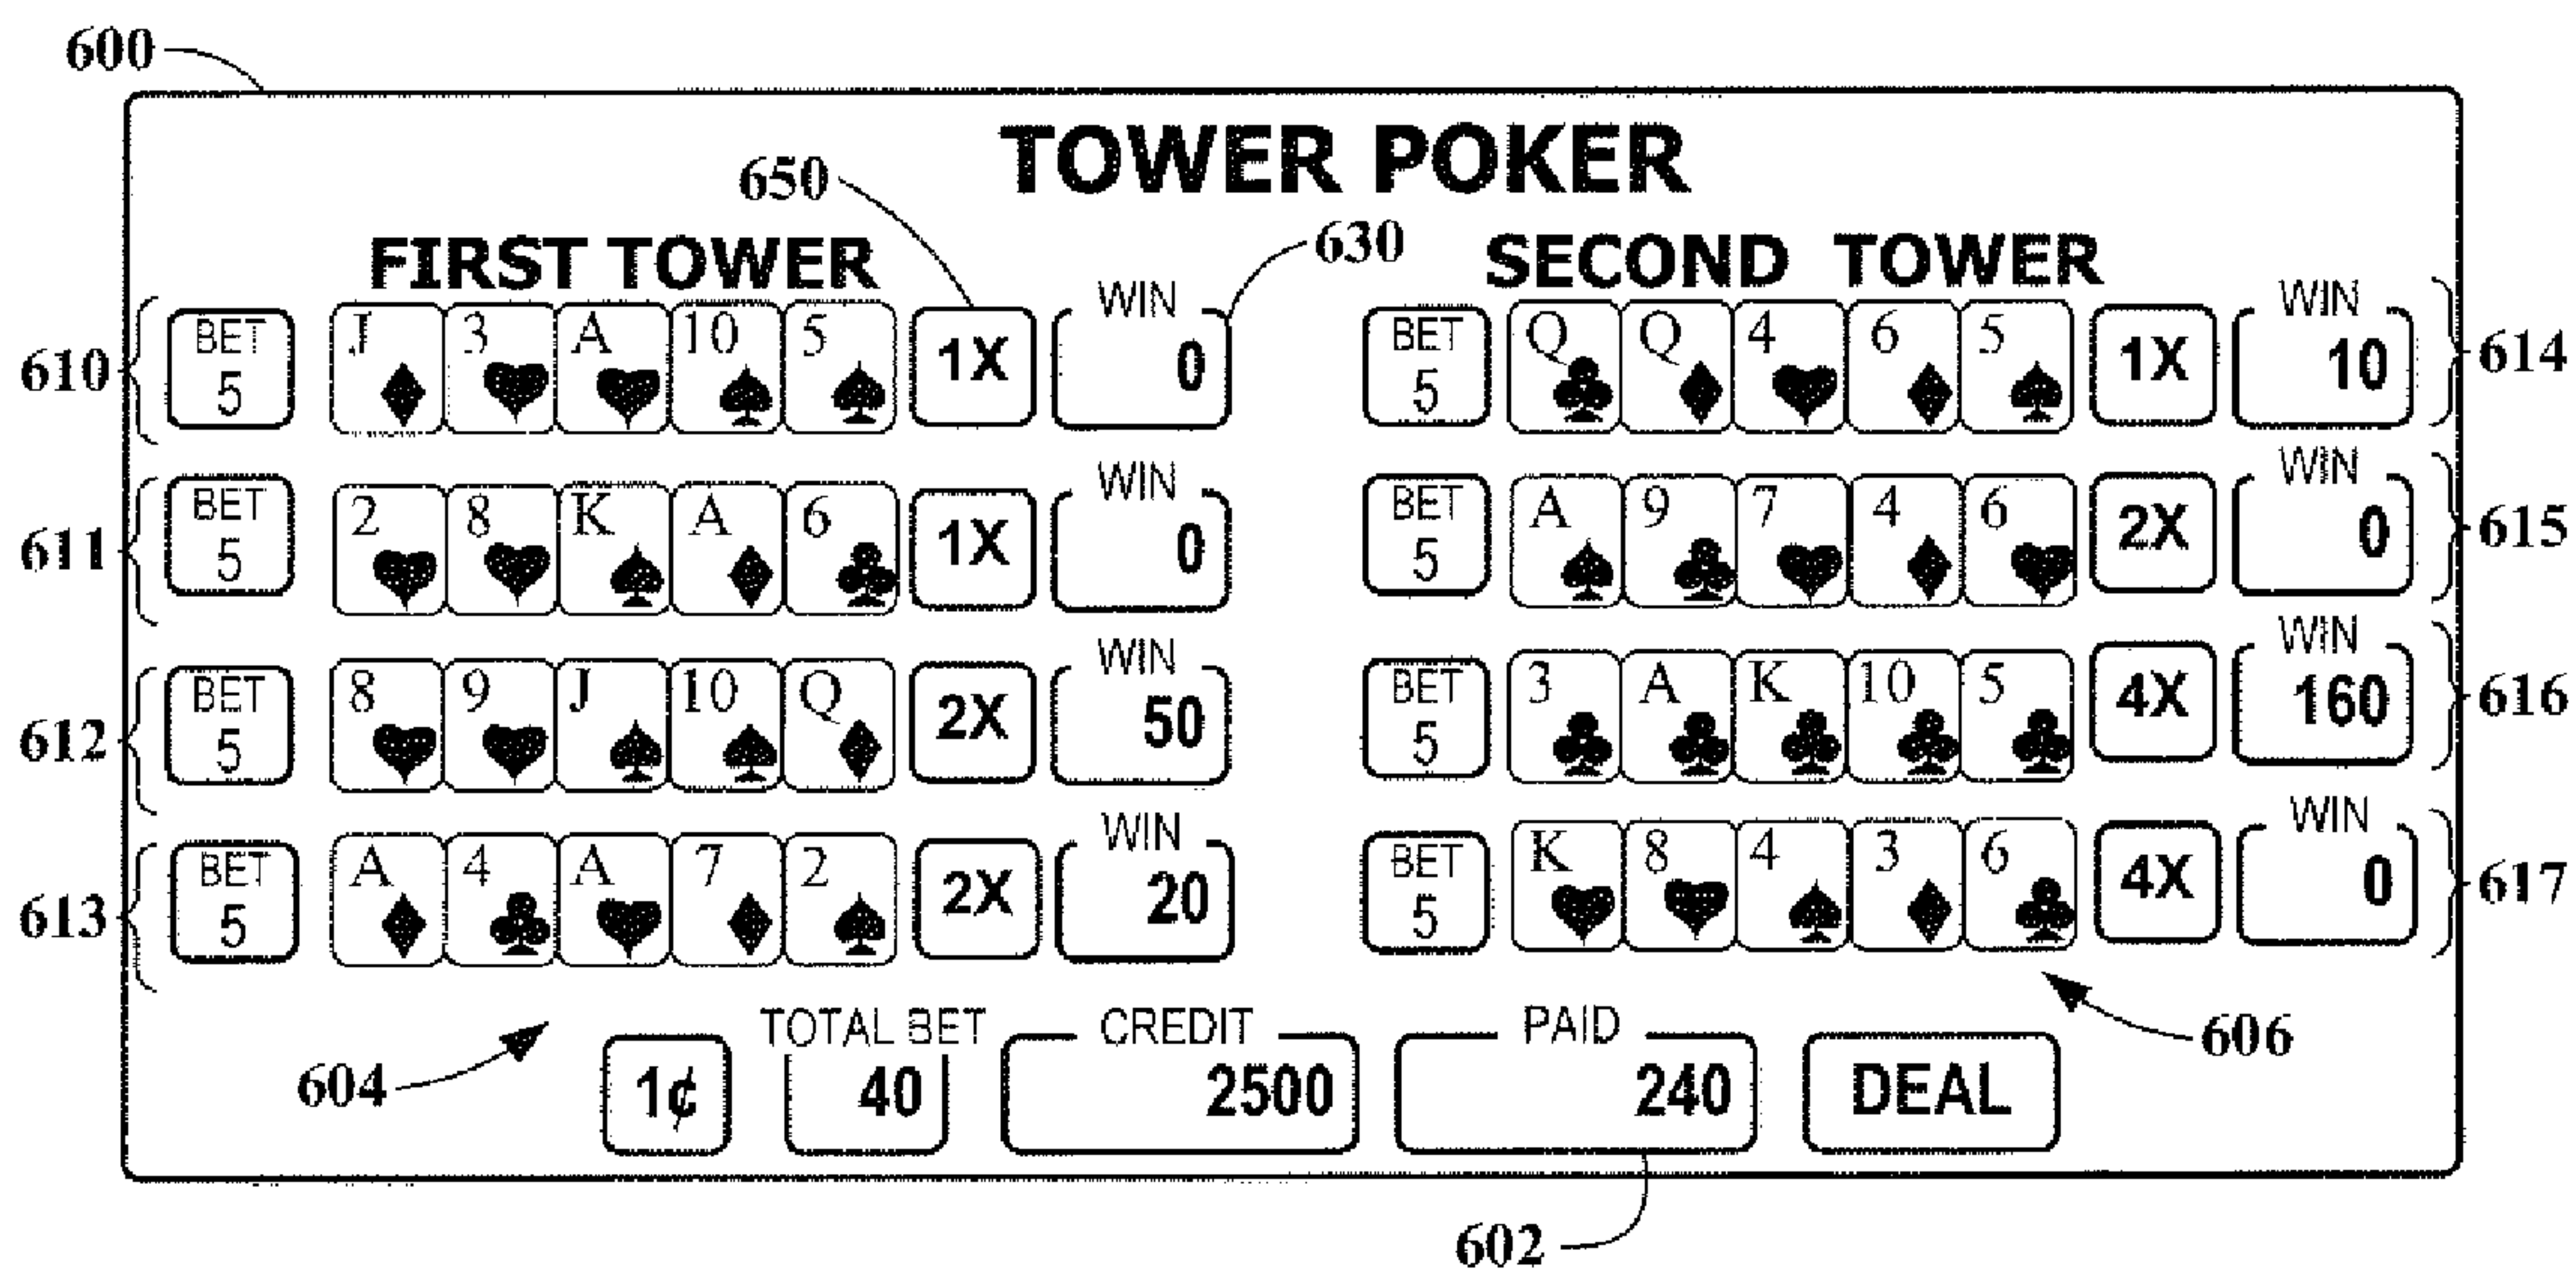 600
TOWER POKER
650
630
FIRST TOWER
SECOND TOWER
610 BET 5 J 3 A 10 5 1X WIN 0
BET 5 Q Q 4 6 5 1X WIN 10 614
611 BET 5 2 8 K A 6 1X WIN 0
BET 5 A 9 7 4 6 2X WIN 0 615
612 BET 5 8 9 J 10 Q 2X WIN 50
BET 5 3 A K 10 5 4X WIN 160 616
613 BET 5 A 4 A 7 2 2X WIN 20
BET 5 K 8 4 3 6 4X WIN 0 617
604
606
1¢ TOTAL BET 40 CREDIT 2500 PAID 240 DEAL
602